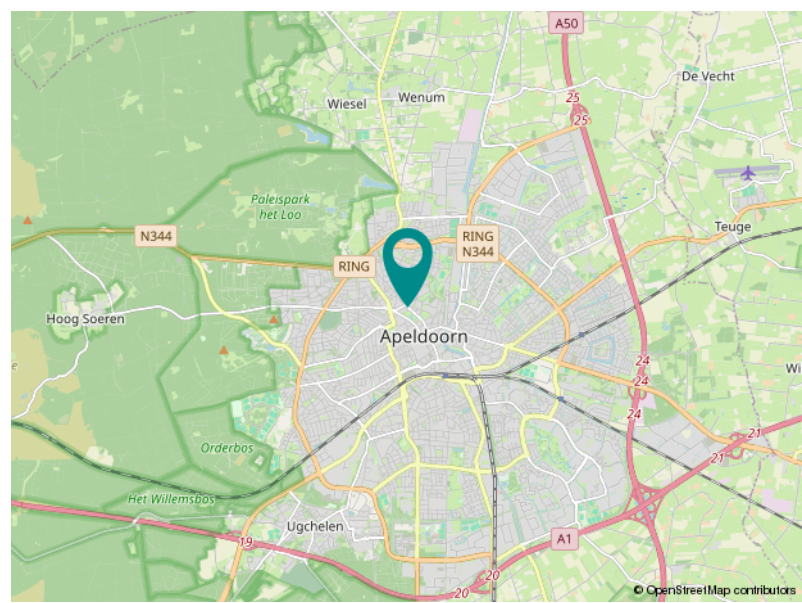 A50
De Vecht
25
Wiesel
Wenum
25
Paleispark
het Loo
Teuge
N344
RING
N344
RING
Hoog Soeren
Apeldoorn
24
Wi
24
24
21
Orderbos
21
Het Willemsbos
Ugchelen
19
A1
20
20
© OpenStreetMap contributors